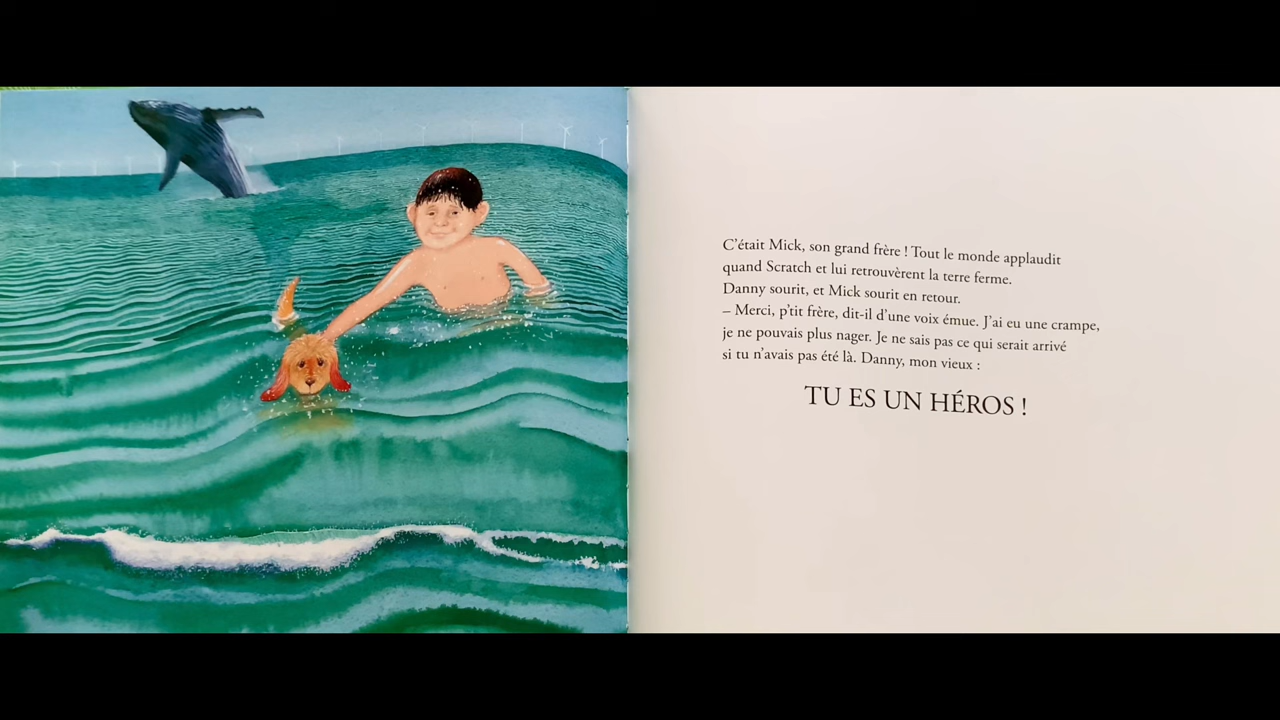 C'était Mick, son grand frère ! Tout le monde applaudit
quand Scratch et lui retrouvèrent la terre ferme.
Danny sourit, et Mick sourit en retour.
– Merci, p'tit frère, dit-il d'une voix émue. J'ai eu une crampe,
je ne pouvais plus nager. Je ne sais pas ce qui serait arrivé
si tu n'avais pas été là. Danny, mon vieux :
TU ES UN HÉROS !